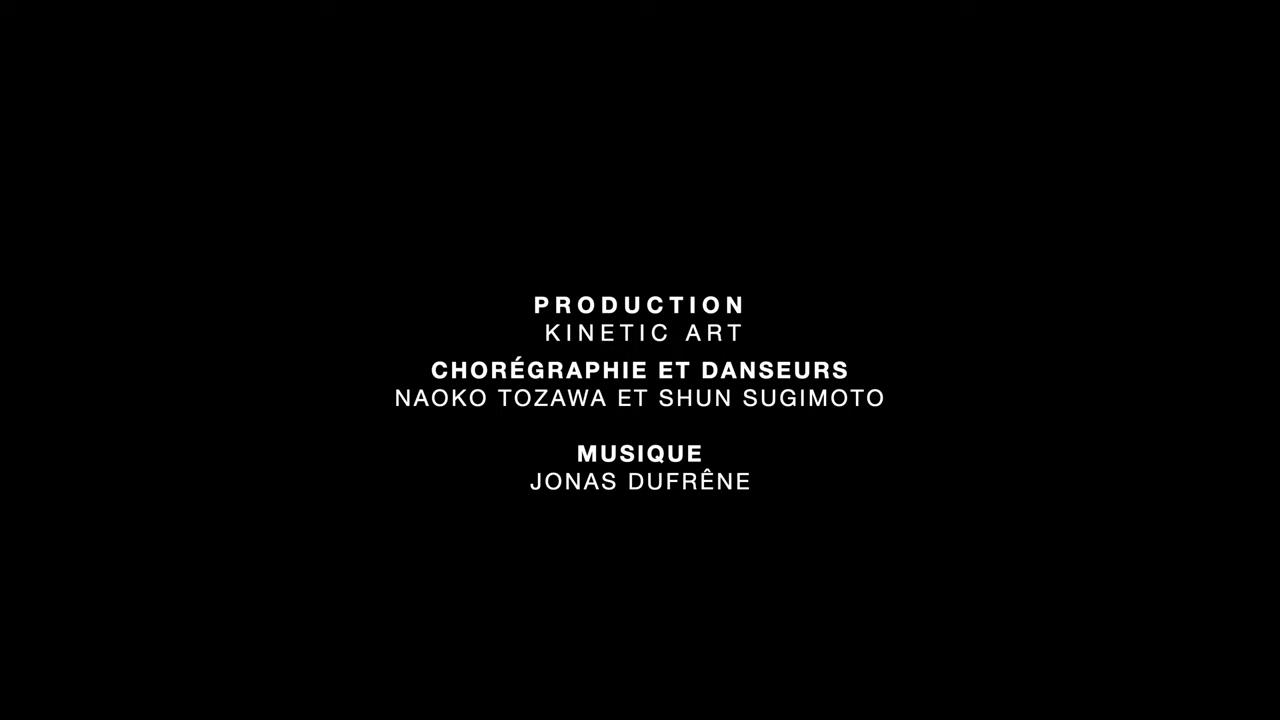 PRODUCTION
KINETIC ART
CHORÉGRAPHIE ET DANSEURS
NAOKO TOZAWA ET SHUN SUGIMOTO
MUSIQUE
JONAS DUFRÊNE